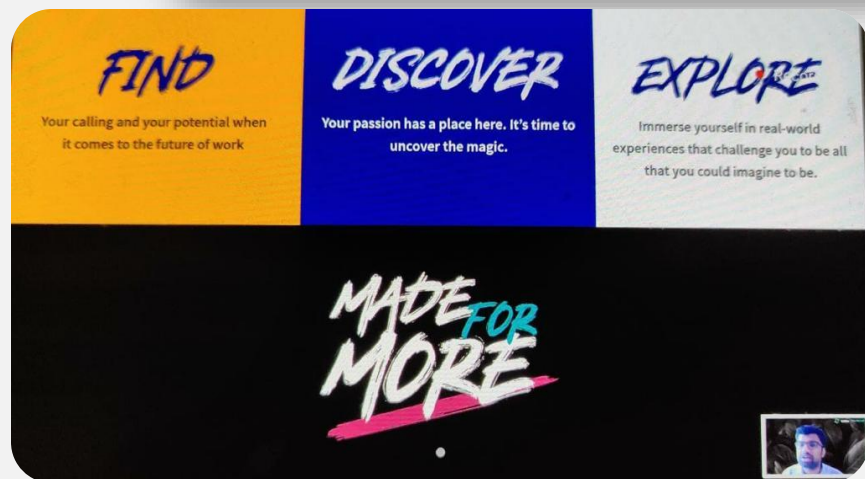 FIND
Your calling and your potential when
it comes to the future of work
DISCOVER
Your passion has a place here. It's time to
uncover the magic.
EXPLORE
Immerse yourself in real-world
experiences that challenge you to be all
that you could imagine to be.
MADE
FOR
MORE